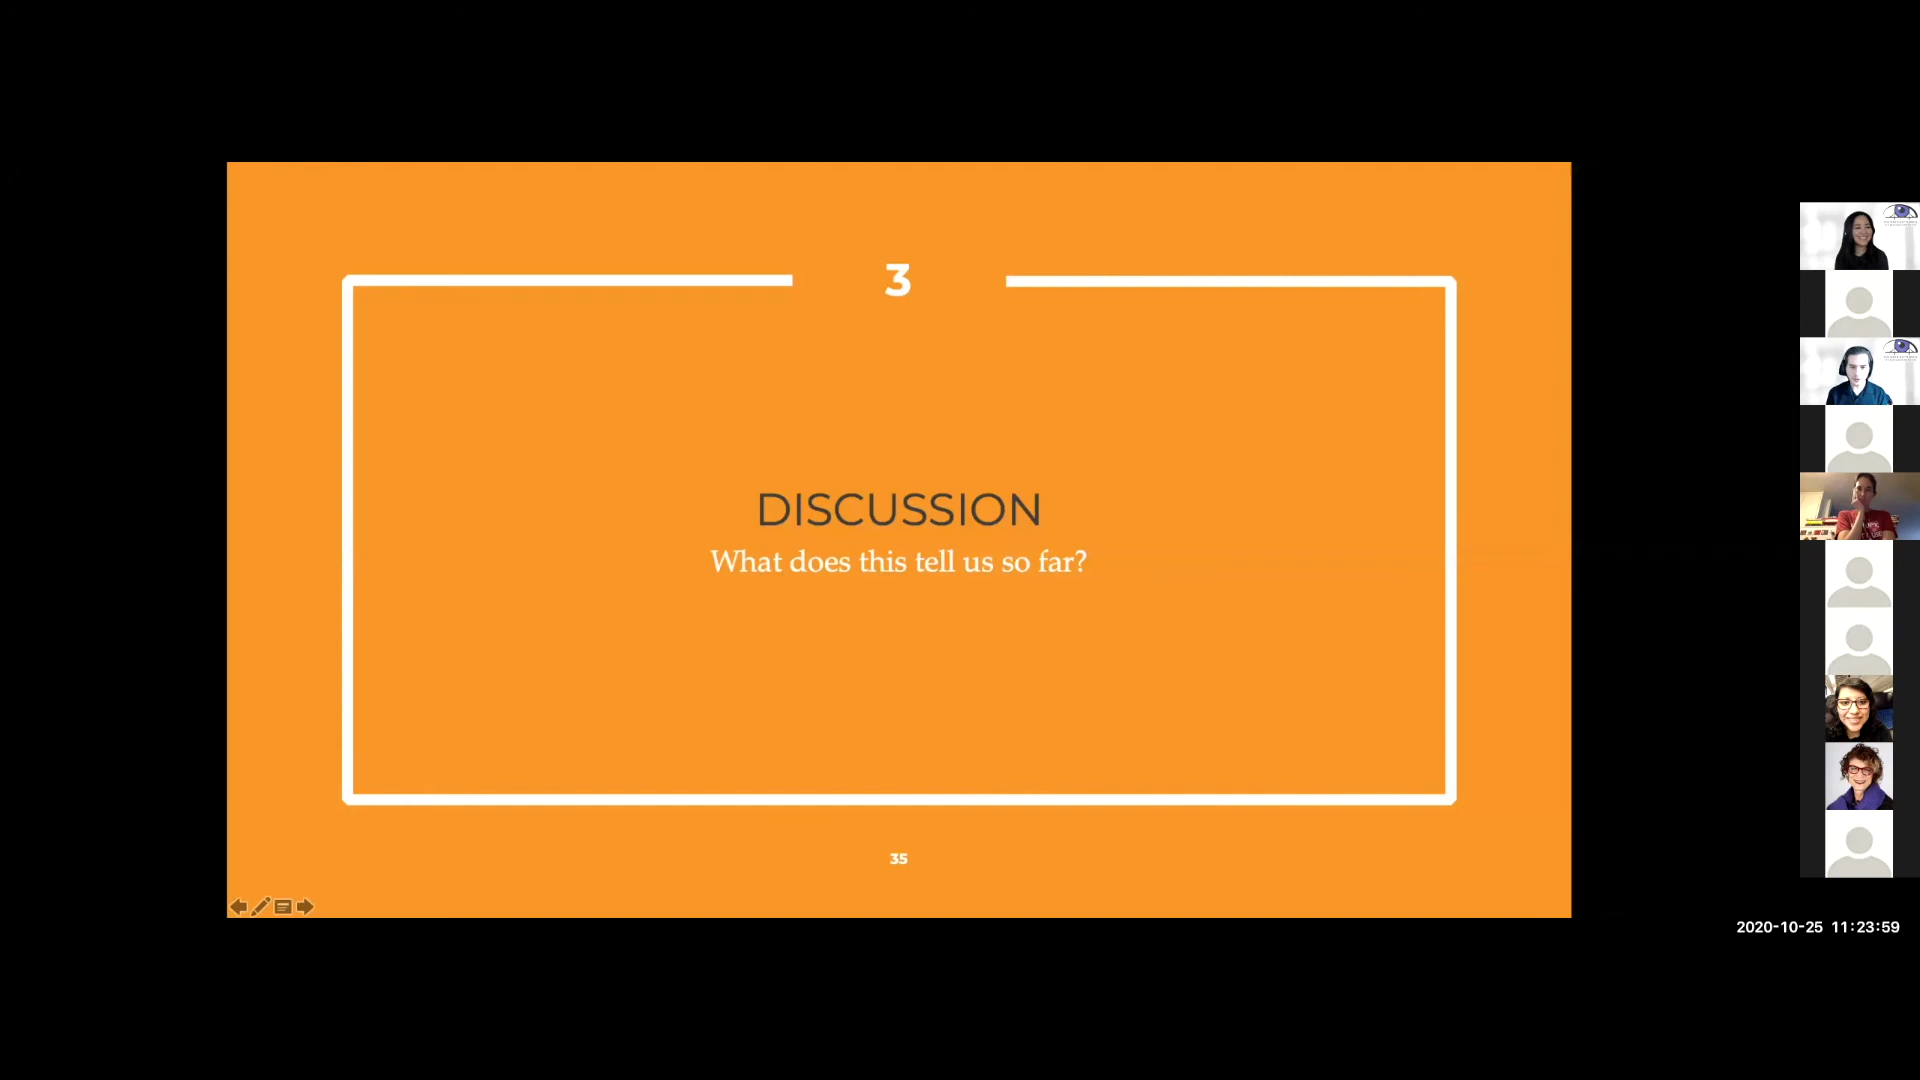 3
DISCUSSION
What does this tell us so far?
35
2020-10-25 11:23:59